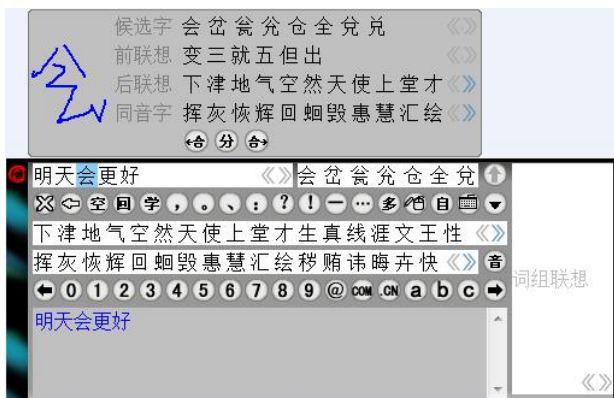 会 候选字 会 岔 瓮 兊 仓 全 兌 兑 《》
前联想 变 三 就 五 但 出 《》
后联想 下 津 地 气 空 然 天 使 上 堂 才 《》
同音字 挥 灰 恢 辉 回 蛔 毁 惠 慧 汇 绘 《》
合 分 合
明天会更好 《》 会 岔 瓮 兊 仓 全 兌
空 回 学 , 。 、 : ? ! 一 … 多 自
下 津 地 气 空 然 天 使 上 堂 才 生 真 线 涯 文 王 性 《》
挥 灰 恢 辉 回 蛔 毁 惠 慧 汇 绘 秽 贿 讳 晦 卉 快 《》 音
词组联想
0 1 2 3 4 5 6 7 8 9 @ COM .CN a b c
明天会更好
《》